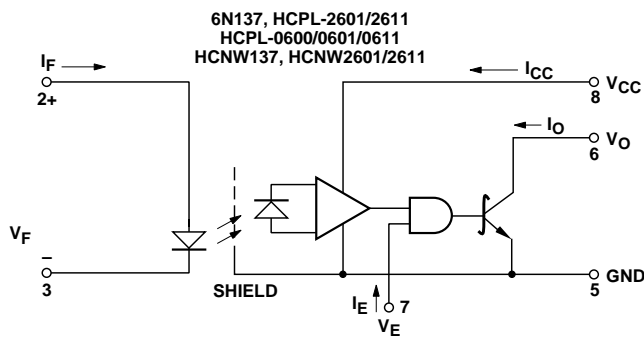 6N137, HCPL-2601/2611
HCPL-0600/0601/0611
HCNW137, HCNW2601/2611
IF
ICC
2+
8
VCC
IO
6
VO
VF
–
3
SHIELD
IE
7
VE
5
GND